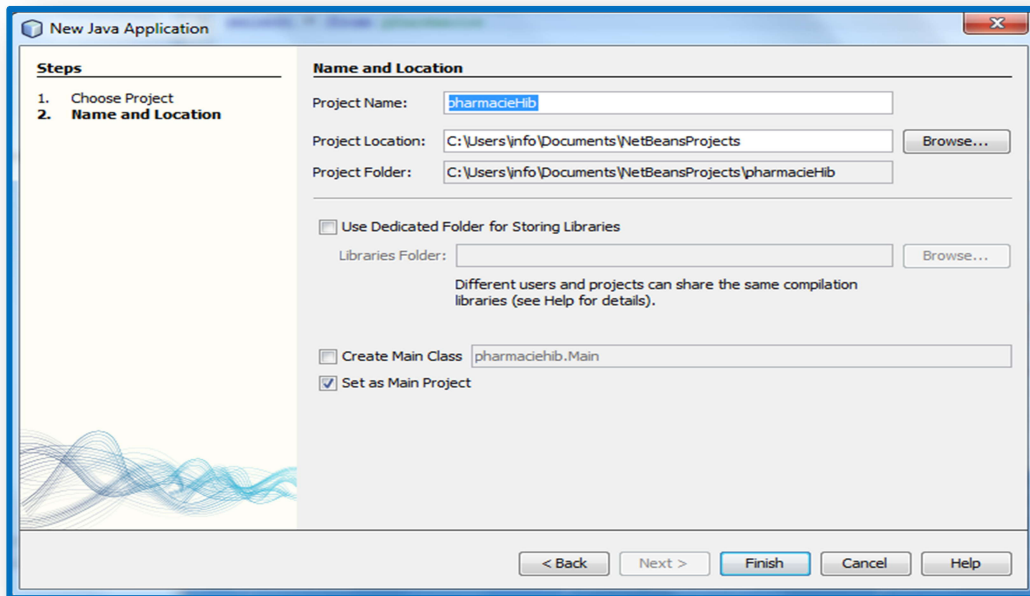 New Java Application
Steps
1. Choose Project
2. Name and Location
Name and Location
Project Name: pharmacieHib
Project Location: C:\Users\info\Documents\NetBeansProjects Browse...
Project Folder: C:\Users\info\Documents\NetBeansProjects\pharmacieHib
Use Dedicated Folder for Storing Libraries
Libraries Folder: Browse...
Different users and projects can share the same compilation
libraries (see Help for details).
Create Main Class pharmaciehib.Main
Set as Main Project
< Back Next > Finish Cancel Help